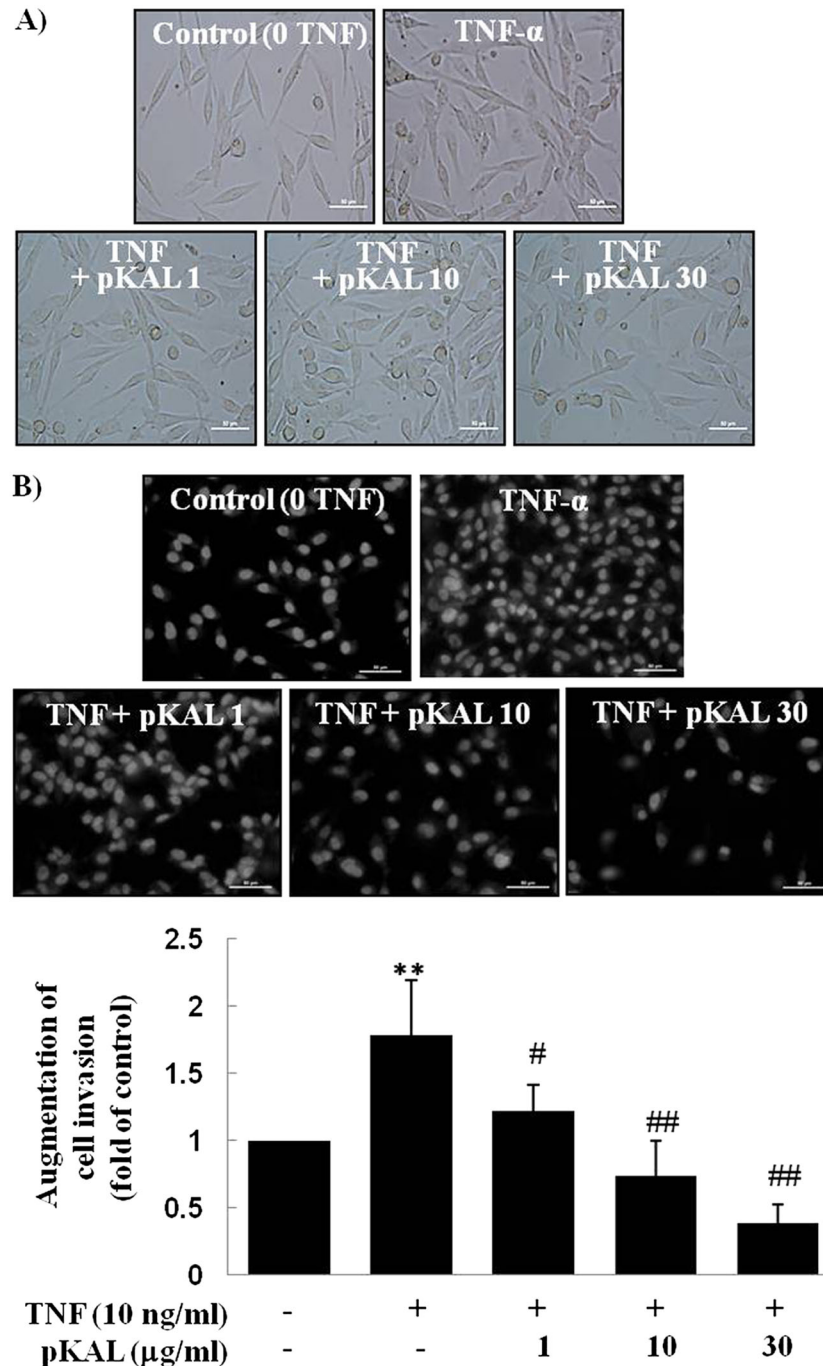 A)
Control (0 TNF)
TNF-α
TNF
+ pKAL 1
TNF
+ pKAL 10
TNF
+ pKAL 30
B)
Control (0 TNF)
TNF-α
TNF + pKAL 1
TNF + pKAL 10
TNF + pKAL 30
Augmentation of
cell invasion
(fold of control)
2.5
2
1.5
1
0.5
0
**
#
##
##
TNF (10 ng/ml) - + + + +
pKAL (µg/ml) - - 1 10 30